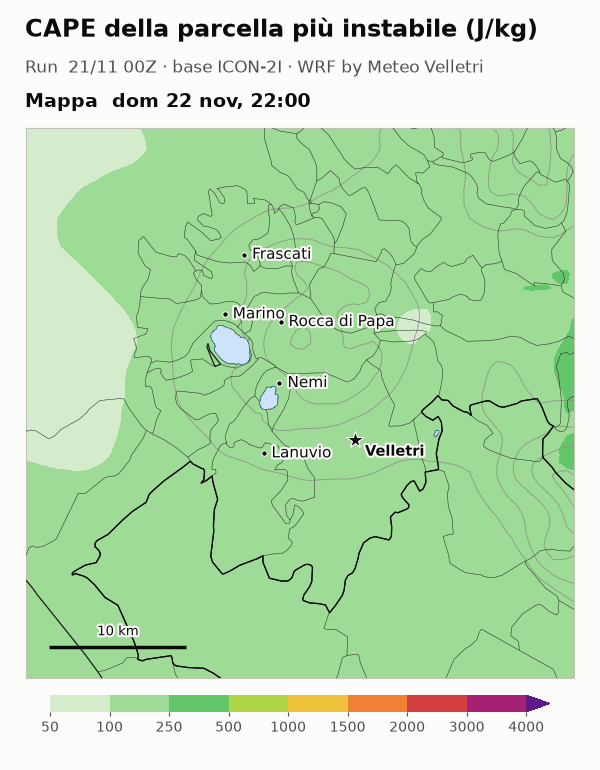 CAPE della parcella più instabile (J/kg)
Run  21/11 00Z · base ICON-2I · WRF by Meteo Velletri
Mappa  dom 22 nov, 22:00
Frascati
Marino
Rocca di Papa
Nemi
Velletri
Lanuvio
10 km
50 100 250 500 1000 1500 2000 3000 4000